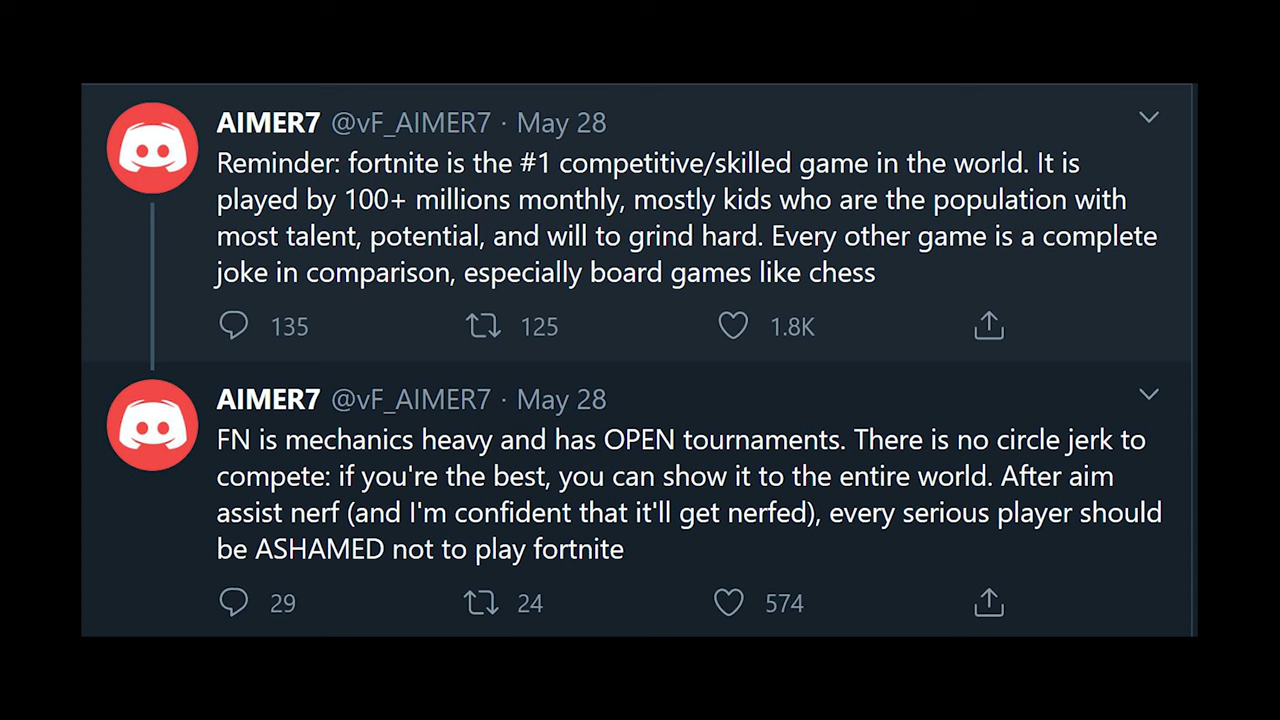 AIMER7 @vF_AIMER7 · May 28
Reminder: fortnite is the #1 competitive/skilled game in the world. It is
played by 100+ millions monthly, mostly kids who are the population with
most talent, potential, and will to grind hard. Every other game is a complete
joke in comparison, especially board games like chess
135 125 1.8K
AIMER7 @vF_AIMER7 · May 28
FN is mechanics heavy and has OPEN tournaments. There is no circle jerk to
compete: if you're the best, you can show it to the entire world. After aim
assist nerf (and I'm confident that it'll get nerfed), every serious player should
be ASHAMED not to play fortnite
29 24 574